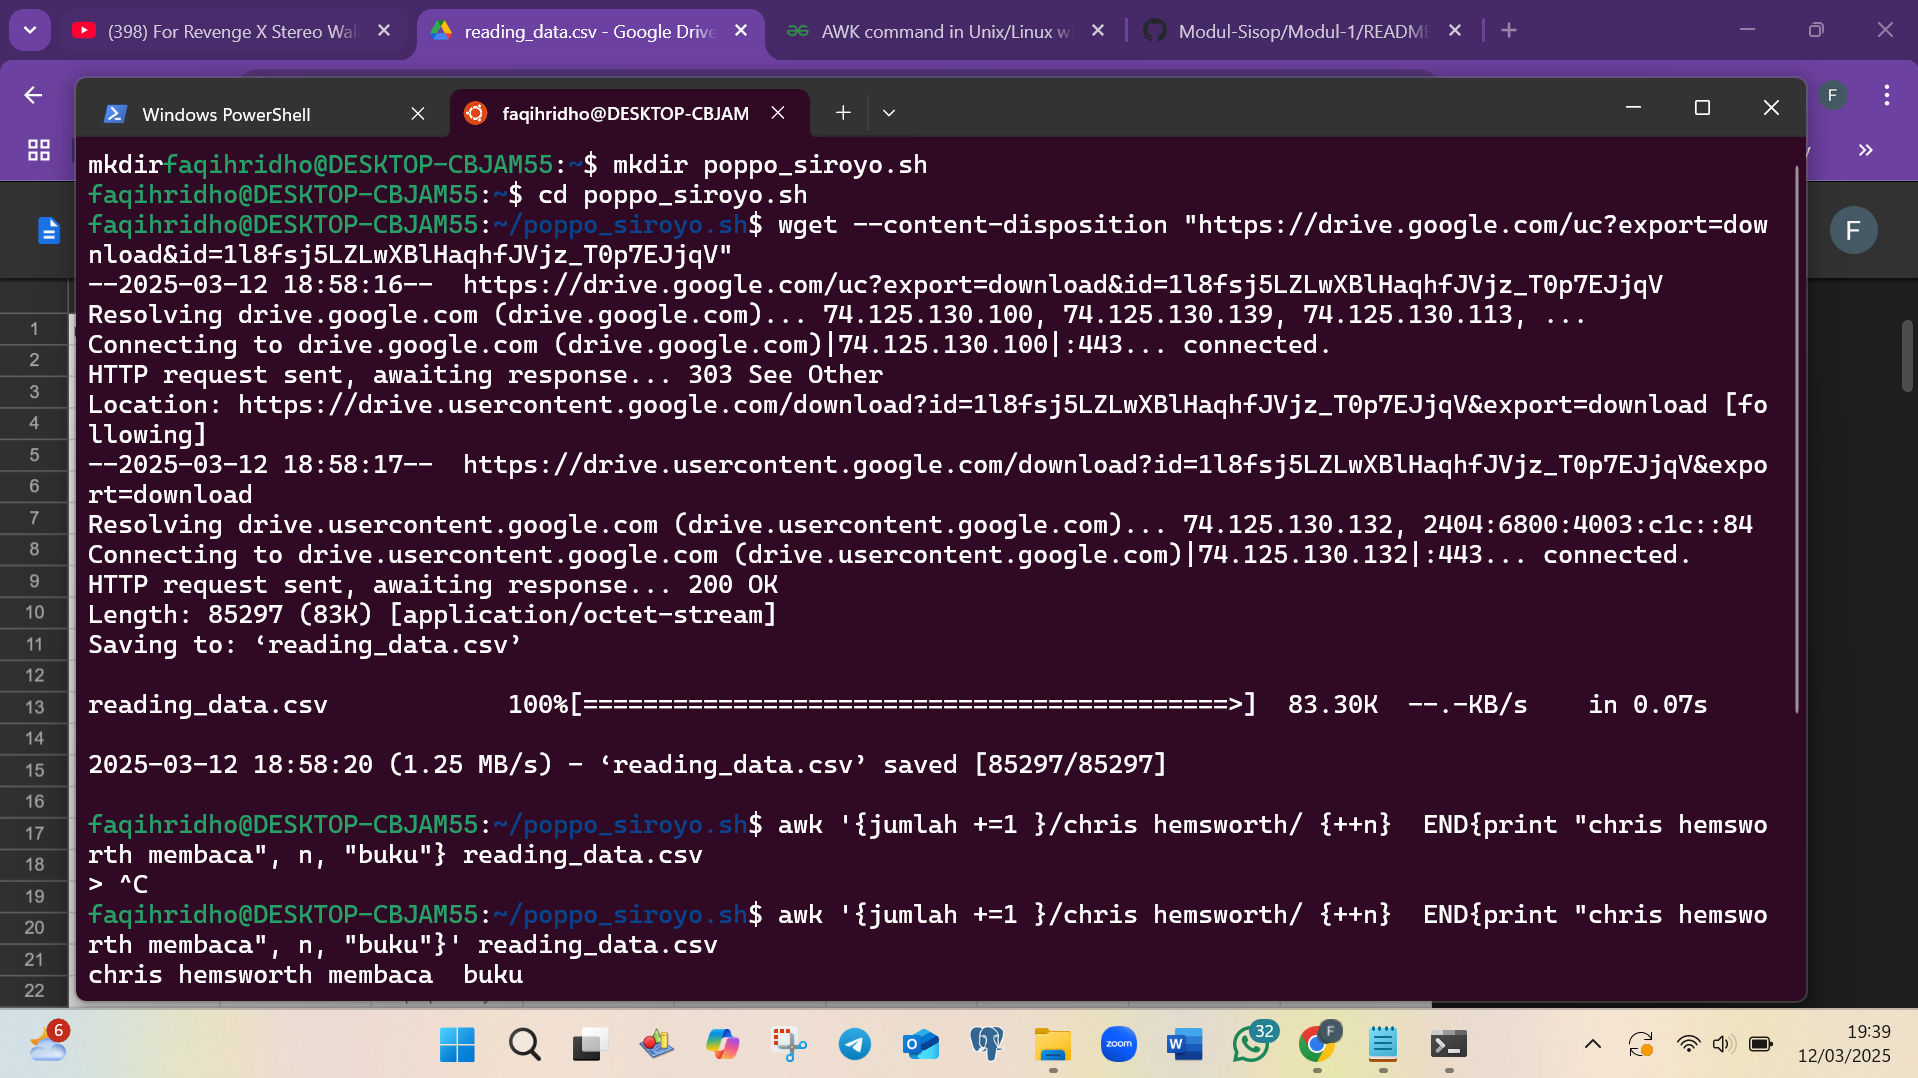 (398) For Revenge X Stereo Wal
reading_data.csv - Google Drive
AWK command in Unix/Linux wi
Modul-Sisop/Modul-1/README
F
Windows PowerShell
faqihridho@DESKTOP-CBJAM
F
mkdirfaqihridho@DESKTOP-CBJAM55:~$ mkdir poppo_siroyo.sh
faqihridho@DESKTOP-CBJAM55:~$ cd poppo_siroyo.sh
faqihridho@DESKTOP-CBJAM55:~/poppo_siroyo.sh$ wget --content-disposition "https://drive.google.com/uc?export=dow
nload&id=1l8fsj5LZLwXBlHaqhfJVjz_T0p7EJjqV"
--2025-03-12 18:58:16--  https://drive.google.com/uc?export=download&id=1l8fsj5LZLwXBlHaqhfJVjz_T0p7EJjqV
Resolving drive.google.com (drive.google.com)... 74.125.130.100, 74.125.130.139, 74.125.130.113, ...
Connecting to drive.google.com (drive.google.com)|74.125.130.100|:443... connected.
HTTP request sent, awaiting response... 303 See Other
Location: https://drive.usercontent.google.com/download?id=1l8fsj5LZLwXBlHaqhfJVjz_T0p7EJjqV&export=download [fo
llowing]
--2025-03-12 18:58:17--  https://drive.usercontent.google.com/download?id=1l8fsj5LZLwXBlHaqhfJVjz_T0p7EJjqV&expo
rt=download
Resolving drive.usercontent.google.com (drive.usercontent.google.com)... 74.125.130.132, 2404:6800:4003:c1c::84
Connecting to drive.usercontent.google.com (drive.usercontent.google.com)|74.125.130.132|:443... connected.
HTTP request sent, awaiting response... 200 OK
Length: 85297 (83K) [application/octet-stream]
Saving to: ‘reading_data.csv’
reading_data.csv            100%[===========================================>]  83.30K  --.-KB/s    in 0.07s
2025-03-12 18:58:20 (1.25 MB/s) - ‘reading_data.csv’ saved [85297/85297]
faqihridho@DESKTOP-CBJAM55:~/poppo_siroyo.sh$ awk '{jumlah +=1 }/chris hemsworth/ {++n}  END{print "chris hemswo
rth membaca", n, "buku"} reading_data.csv
> ^C
faqihridho@DESKTOP-CBJAM55:~/poppo_siroyo.sh$ awk '{jumlah +=1 }/chris hemsworth/ {++n}  END{print "chris hemswo
rth membaca", n, "buku"}' reading_data.csv
chris hemsworth membaca  buku
1
2
3
4
5
6
7
8
9
10
11
12
13
14
15
16
17
18
19
20
21
22
6
zoom
32
F
19:39
12/03/2025